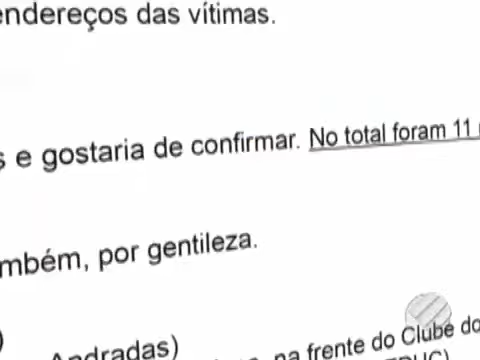 endereços das vítimas.
s e gostaria de confirmar. No total foram 11
mbém, por gentileza.
)
Andradas)
na frente do Clube do